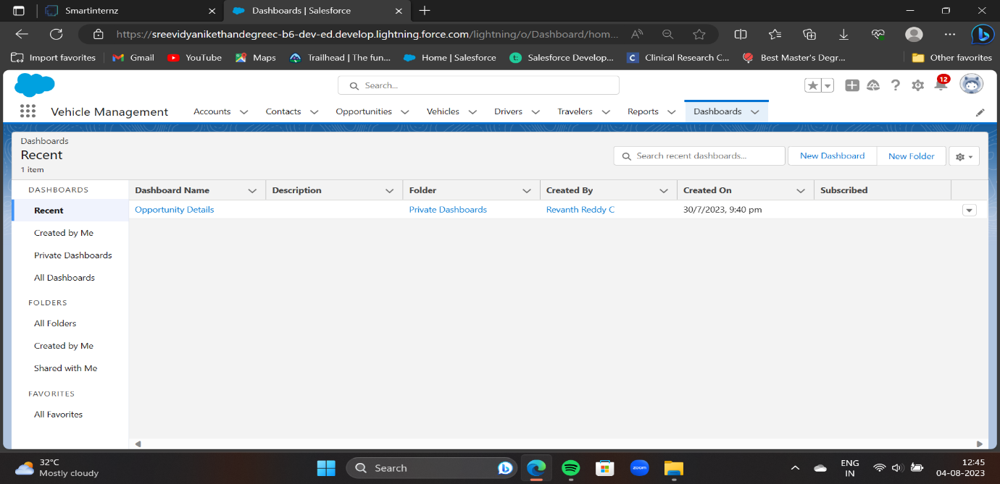 Smartinternz
Dashboards | Salesforce
https://sreevidyanikethandegreec-b6-dev-ed.develop.lightning.force.com/lightning/o/Dashboard/hom...
Import favorites Gmail YouTube Maps Trailhead | The fun... Home | Salesforce Salesforce Develop... Clinical Research C... Best Master's Degr... Other favorites
Search...
12
Vehicle Management Accounts Contacts Opportunities Vehicles Drivers Travelers Reports Dashboards
Dashboards
Recent
1 item
Search recent dashboards...
New Dashboard
New Folder
DASHBOARDS
Recent
Created by Me
Private Dashboards
All Dashboards
FOLDERS
All Folders
Created by Me
Shared with Me
FAVORITES
All Favorites
Dashboard Name Description Folder Created By Created On Subscribed
Opportunity Details Private Dashboards Revanth Reddy C 30/7/2023, 9:40 pm
32°C
Mostly cloudy
Search
zoom
ENG
IN
12:45
04-08-2023